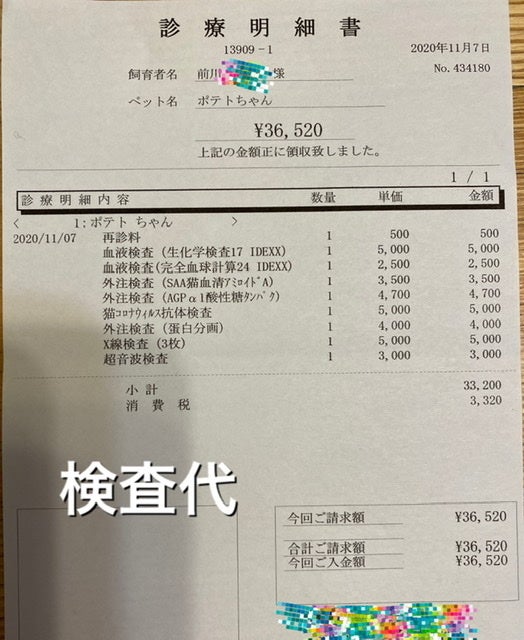 診療明細書
13909-1
2020年11月7日
飼育者名 前川 様
No. 434180
ペット名 ポテトちゃん
¥36,520
上記の金額正に領収致しました。
1 / 1
診療明細内容 数量 単価 金額
< 1:ポテト ちゃん >
2020/11/07 再診料 1 500 500
血液検査 (生化学検査17 IDEXX) 1 5,000 5,000
血液検査(完全血球計算24 IDEXX) 1 2,500 2,500
外注検査 (SAA猫血清ｱﾐﾛｲﾄﾞA) 1 3,500 3,500
外注検査 (AGPα1酸性糖ﾀﾝﾊﾟｸ) 1 4,700 4,700
猫ｺﾛﾅｳｨﾙｽ抗体検査 1 5,000 5,000
外注検査 (蛋白分画) 1 4,000 4,000
X線検査 (3枚) 1 5,000 5,000
超音波検査 1 3,000 3,000
小計 33,200
消費税 3,320
検査代
今回ご請求額 ¥36,520
合計ご請求額 ¥36,520
今回ご入金額 ¥36,520